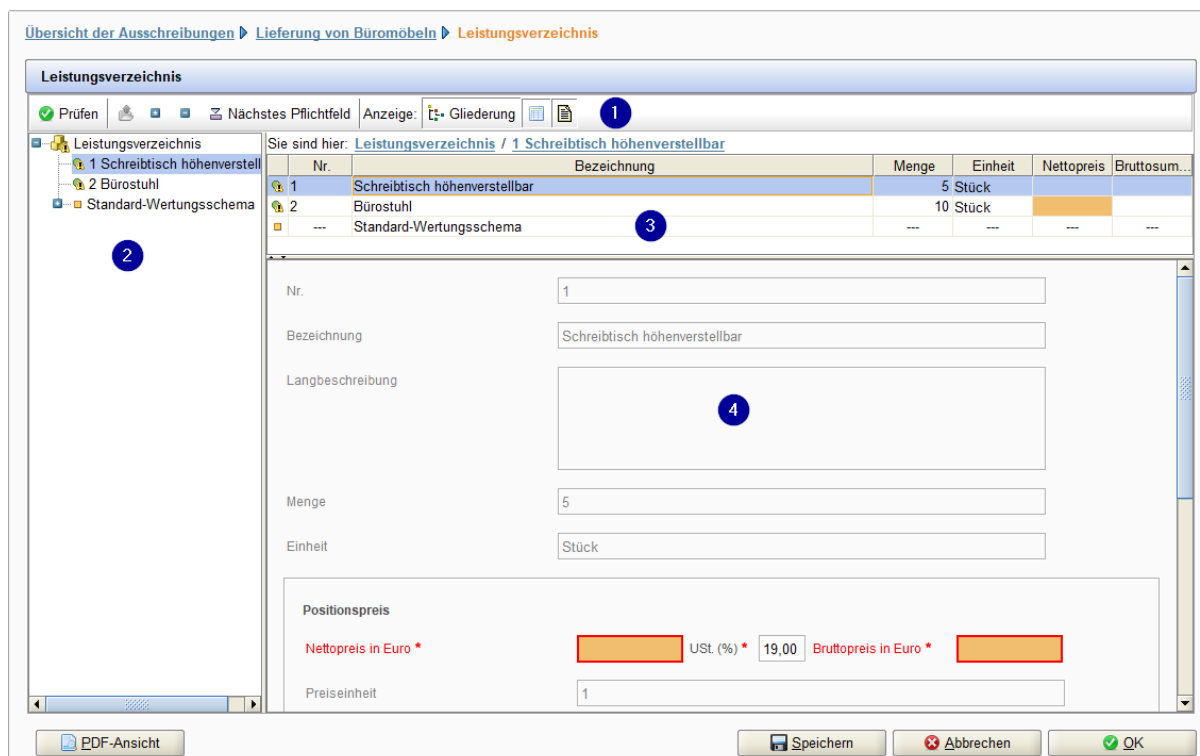 Übersicht der Ausschreibungen Lieferung von Büromöbeln Leistungsverzeichnis
Leistungsverzeichnis
Prüfen Nächstes Pflichtfeld Anzeige: Gliederung 1
Leistungsverzeichnis
1 Schreibtisch höhenverstell
2 Bürostuhl
Standard-Wertungsschema
2
Sie sind hier: Leistungsverzeichnis / 1 Schreibtisch höhenverstellbar
Nr. Bezeichnung Menge Einheit Nettopreis Bruttosum...
1 Schreibtisch höhenverstellbar 5 Stück
2 Bürostuhl 10 Stück
--- Standard-Wertungsschema --- --- --- ---
3
Nr. 1
Bezeichnung Schreibtisch höhenverstellbar
Langbeschreibung
4
Menge 5
Einheit Stück
Positionspreis
Nettopreis in Euro * USt. (%) * 19,00 Bruttopreis in Euro *
Preiseinheit 1
PDF-Ansicht Speichern Abbrechen OK